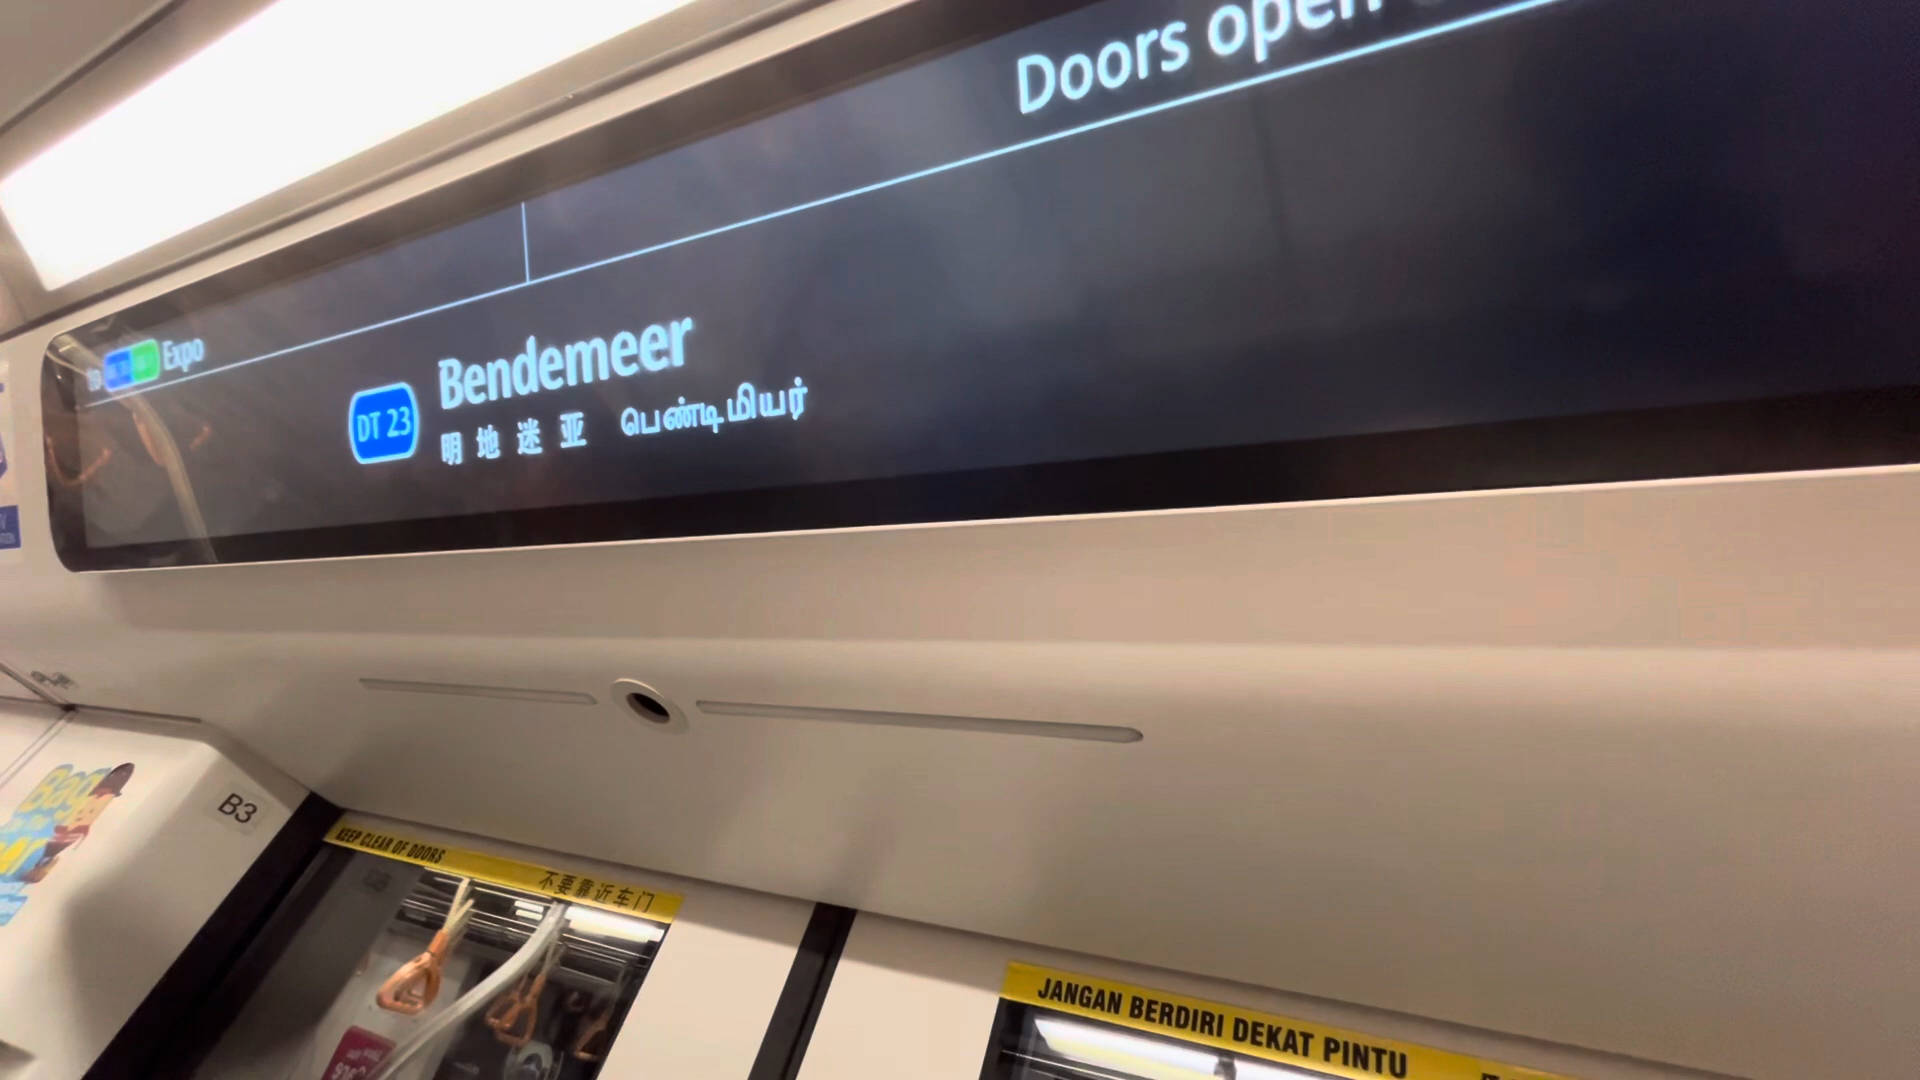 Doors open
to Expo
DT 23
Bendemeer
明地迷亚 பெண்டிமியர்
B3
KEEP CLEAR OF DOORS
不要靠近车门
JANGAN BERDIRI DEKAT PINTU